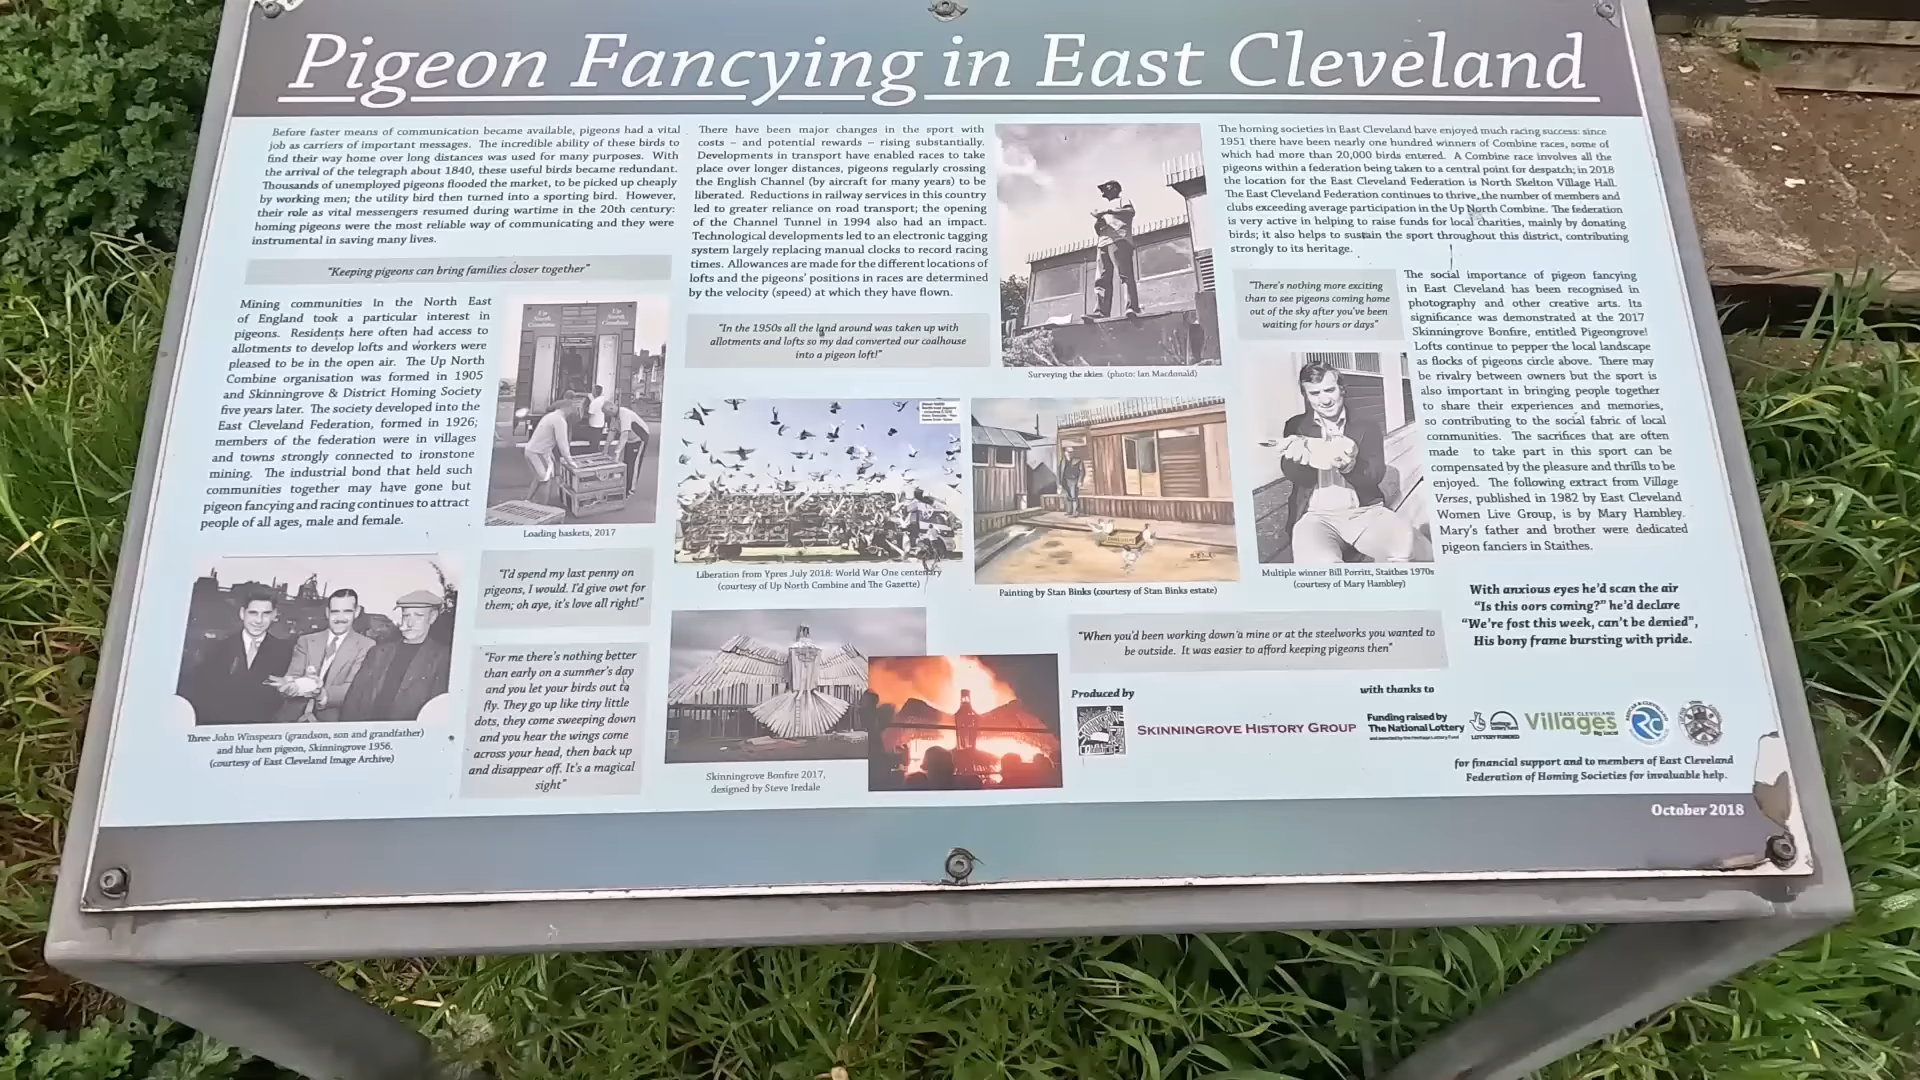 Pigeon Fancying in East Cleveland
Before faster means of communication became available, pigeons had a vital
job as carriers of important messages. The incredible ability of these birds to
find their way home over long distances was used for many purposes. With
the arrival of the telegraph about 1840, these useful birds became redundant.
Thousands of unemployed pigeons flooded the market, to be picked up cheaply
by working men; the utility bird then turned into a sporting bird. However,
their role as vital messengers resumed during wartime in the 20th century:
homing pigeons were the most reliable way of communicating and they were
instrumental in saving many lives.
"Keeping pigeons can bring families closer together"
Mining communities in the North East
of England took a particular interest in
pigeons. Residents here often had access to
allotments to develop lofts and workers were
pleased to be in the open air. The Up North
Combine organisation was formed in 1905
and Skinningrove & District Homing Society
five years later. The society developed into the
East Cleveland Federation, formed in 1926;
members of the federation were in villages
and towns strongly connected to ironstone
mining. The industrial bond that held such
communities together may have gone but
pigeon fancying and racing continues to attract
people of all ages, male and female.
Up
North
Combine
Up
North
Combine
Loading baskets, 2017
Three John Winspears (grandson, son and grandfather)
and blue hen pigeon, Skinningrove 1956.
(courtesy of East Cleveland Image Archive)
"I'd spend my last penny on
pigeons, I would. I'd give owt for
them; oh aye, it's love all right!"
"For me there's nothing better
than early on a summer's day
and you let your birds out to
fly. They go up like tiny little
dots, they come sweeping down
and you hear the wings come
across your head, then back up
and disappear off. It's a magical
sight"
There have been major changes in the sport with
costs – and potential rewards – rising substantially.
Developments in transport have enabled races to take
place over longer distances, pigeons regularly crossing
the English Channel (by aircraft for many years) to be
liberated. Reductions in railway services in this country
led to greater reliance on road transport; the opening
of the Channel Tunnel in 1994 also had an impact.
Technological developments led to an electronic tagging
system largely replacing manual clocks to record racing
times. Allowances are made for the different locations of
lofts and the pigeons' positions in races are determined
by the velocity (speed) at which they have flown.
"In the 1950s all the land around was taken up with
allotments and lofts so my dad converted our coalhouse
into a pigeon loft!"
Surveying the skies (photo: Ian Macdonald)
Liberation from Ypres July 2018: World War One centenary
(courtesy of Up North Combine and The Gazette)
Painting by Stan Binks (courtesy of Stan Binks estate)
Skinningrove Bonfire 2017,
designed by Steve Iredale
The homing societies in East Cleveland have enjoyed much racing success: since
1951 there have been nearly one hundred winners of Combine races, some of
which had more than 20,000 birds entered. A Combine race involves all the
pigeons within a federation being taken to a central point for despatch; in 2018
the location for the East Cleveland Federation is North Skelton Village Hall.
The East Cleveland Federation continues to thrive, the number of members and
clubs exceeding average participation in the Up North Combine. The federation
is very active in helping to raise funds for local charities, mainly by donating
birds; it also helps to sustain the sport throughout this district, contributing
strongly to its heritage.
"There's nothing more exciting
than to see pigeons coming home
out of the sky after you've been
waiting for hours or days"
Multiple winner Bill Porritt, Staithes 1970s
(courtesy of Mary Hambley)
The social importance of pigeon fancying
in East Cleveland has been recognised in
photography and other creative arts. Its
significance was demonstrated at the 2017
Skinningrove Bonfire, entitled Pigeongrove!
Lofts continue to pepper the local landscape
as flocks of pigeons circle above. There may
be rivalry between owners but the sport is
also important in bringing people together
to share their experiences and memories,
so contributing to the social fabric of local
communities. The sacrifices that are often
made to take part in this sport can be
compensated by the pleasure and thrills to be
enjoyed. The following extract from Village
Verses, published in 1982 by East Cleveland
Women Live Group, is by Mary Hambley.
Mary's father and brother were dedicated
pigeon fanciers in Staithes.
With anxious eyes he'd scan the air
"Is this oors coming?" he'd declare
"We're fost this week, can't be denied",
His bony frame bursting with pride.
"When you'd been working down a mine or at the steelworks you wanted to
be outside. It was easier to afford keeping pigeons then"
Produced by
SKINNINGROVE HISTORY GROUP
with thanks to
Funding raised by
The National Lottery
LOTTERY FUNDED
EAST CLEVELAND
Villages
Big Local
for financial support and to members of East Cleveland
Federation of Homing Societies for invaluable help.
October 2018